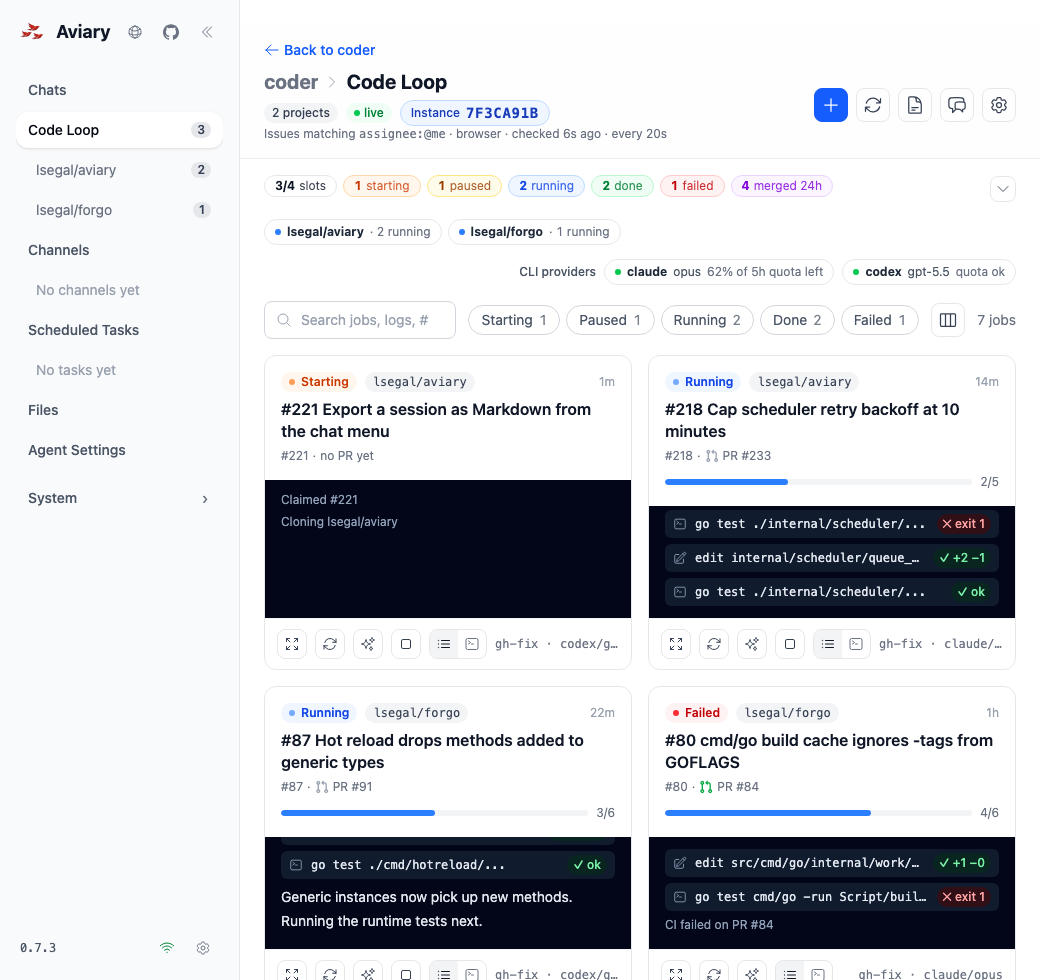 Aviary
Chats
Code Loop 3
lsegal/aviary 2
lsegal/forgo 1
Channels
No channels yet
Scheduled Tasks
No tasks yet
Files
Agent Settings
System
0.7.3
Back to coder
coder Code Loop
2 projects live Instance 7F3CA91B
Issues matching assignee:@me · browser · checked 6s ago · every 20s
3/4 slots 1 starting 1 paused 2 running 2 done 1 failed 4 merged 24h
lsegal/aviary · 2 running lsegal/forgo · 1 running
CLI providers claude opus 62% of 5h quota left codex gpt-5.5 quota ok
Search jobs, logs, # Starting 1 Paused 1 Running 2 Done 2 Failed 1 7 jobs
Starting lsegal/aviary 1m
#221 Export a session as Markdown from
the chat menu
#221 · no PR yet
Claimed #221
Cloning lsegal/aviary
gh-fix · codex/g…
Running lsegal/aviary 14m
#218 Cap scheduler retry backoff at 10
minutes
#218 · PR #233
2/5
go test ./internal/scheduler/... exit 1
edit internal/scheduler/queue_… +2 −1
go test ./internal/scheduler/... ok
gh-fix · claude/…
Running lsegal/forgo 22m
#87 Hot reload drops methods added to
generic types
#87 · PR #91
3/6
go test ./cmd/hotreload/... ok
Generic instances now pick up new methods.
Running the runtime tests next.
gh-fix · codex/g…
Failed lsegal/forgo 1h
#80 cmd/go build cache ignores -tags from
GOFLAGS
#80 · PR #84
4/6
edit src/cmd/go/internal/work/… +1 −0
go test cmd/go -run Script/buil… exit 1
CI failed on PR #84
gh-fix · claude/opus